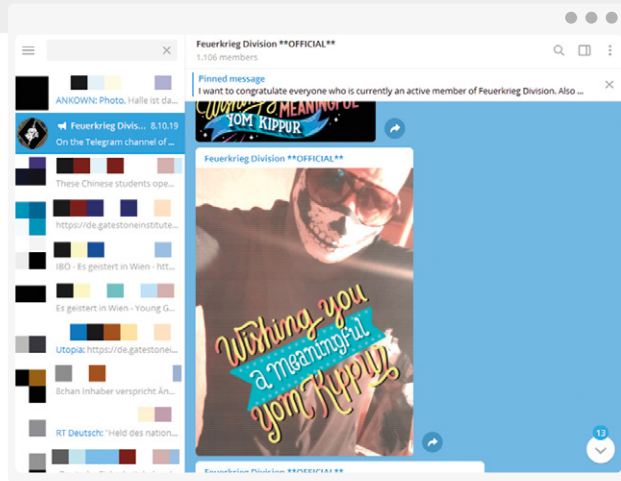 Feuerkrieg Division **OFFICIAL**
1,106 members
Pinned message
I want to congratulate everyone who is currently an active member of Feuerkrieg Division. Also ...
ANKOWN: Photo, Halle ist da...
Feuerkrieg Divis... 8.10.19
On the Telegram channel of ...
These Chinese students ope...
https://de.gatestoneinstitute...
IBÖ - Es geistert in Wien - htt...
Es geistert in Wien - Young G...
Utopia: https://de.gatestonei...
8chan Inhaber verspricht Än...
RT Deutsch: "Held des nation...
Wishing you
a MEANINGFUL
YOM KIPPUR
Feuerkrieg Division **OFFICIAL**
Wishing you
a meaningful
Yom Kippur
13
Feuerkrieg Division **OFFICIAL**